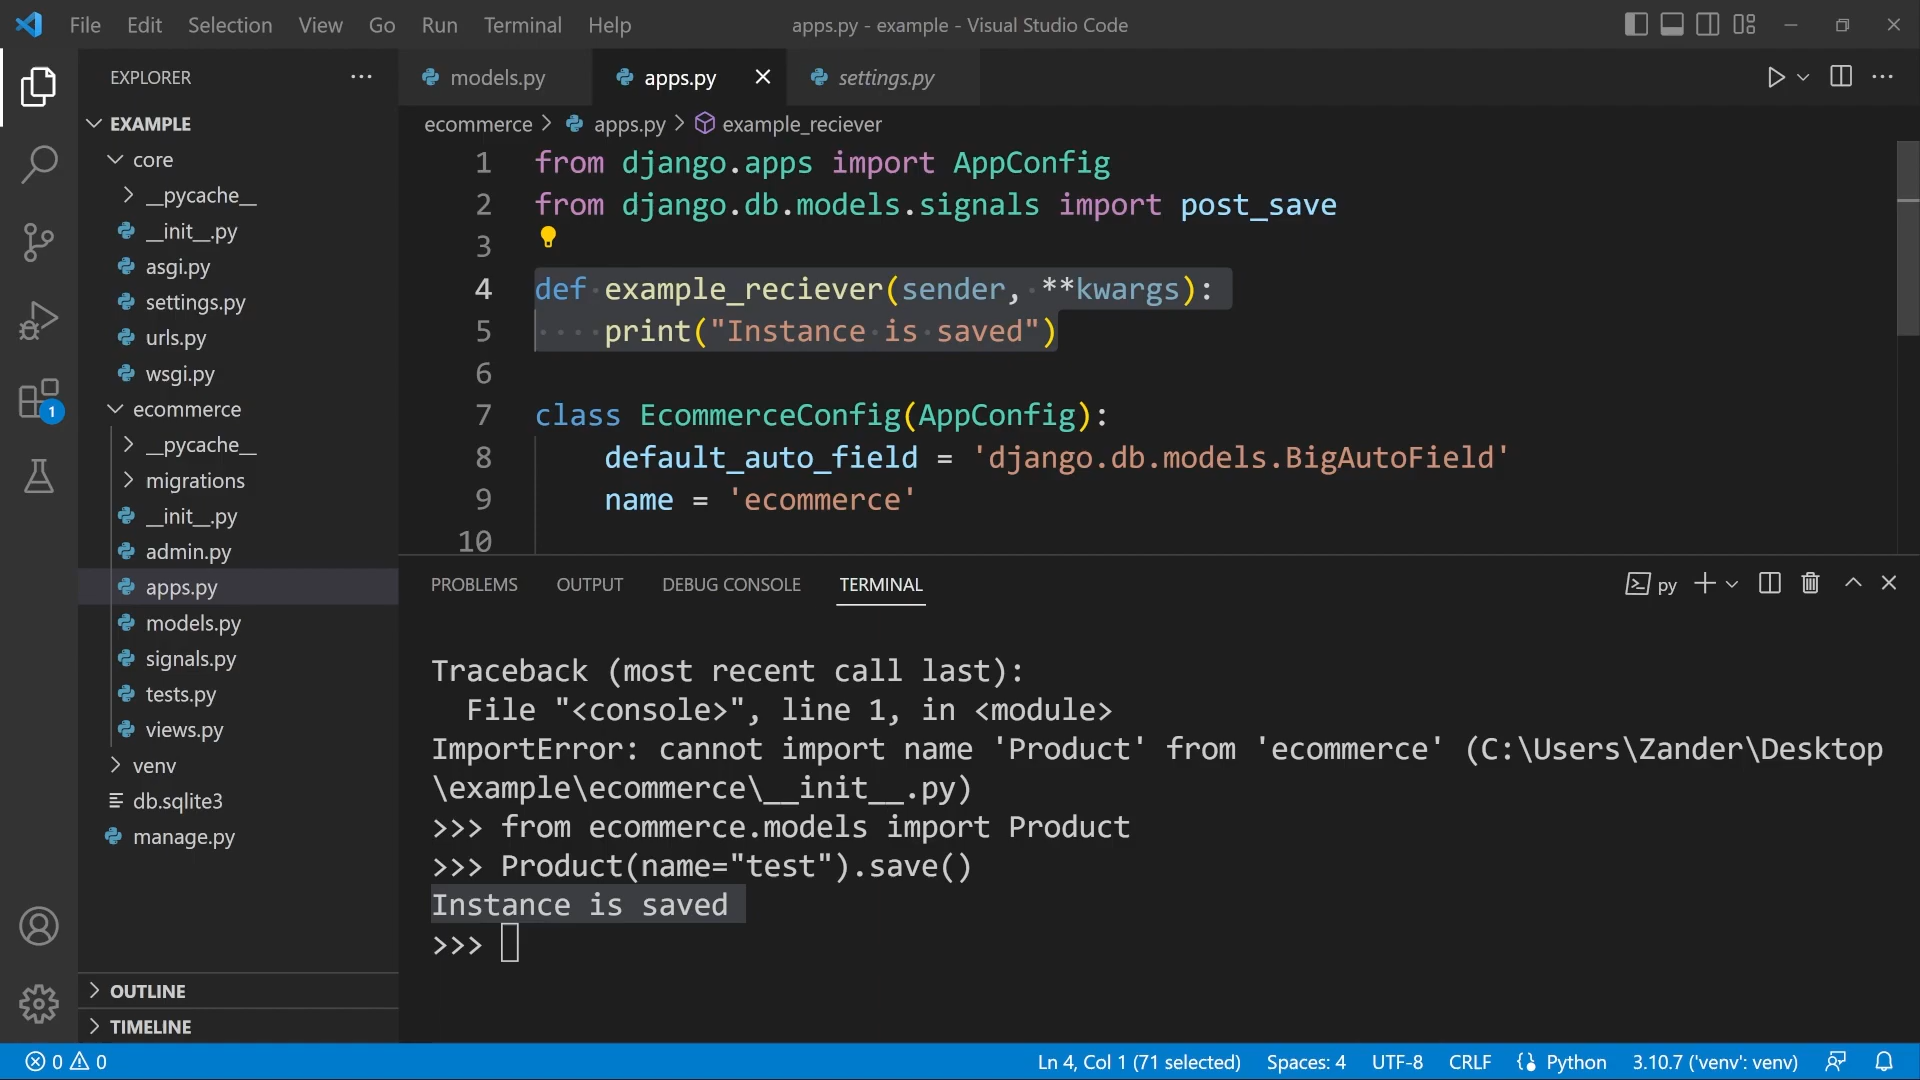 File Edit Selection View Go Run Terminal Help
apps.py - example - Visual Studio Code
EXPLORER
EXAMPLE
core
__pycache__
__init__.py
asgi.py
settings.py
urls.py
wsgi.py
ecommerce
__pycache__
migrations
__init__.py
admin.py
apps.py
models.py
signals.py
tests.py
views.py
venv
db.sqlite3
manage.py
OUTLINE
TIMELINE
1
models.py
apps.py
settings.py
ecommerce > apps.py > example_reciever
1 from django.apps import AppConfig
2 from django.db.models.signals import post_save
3
4 def example_reciever(sender, **kwargs):
5 print("Instance is saved")
6
7 class EcommerceConfig(AppConfig):
8 default_auto_field = 'django.db.models.BigAutoField'
9 name = 'ecommerce'
10
PROBLEMS OUTPUT DEBUG CONSOLE TERMINAL
py
Traceback (most recent call last):
File "<console>", line 1, in <module>
ImportError: cannot import name 'Product' from 'ecommerce' (C:\Users\Zander\Desktop
\example\ecommerce\__init__.py)
>>> from ecommerce.models import Product
>>> Product(name="test").save()
Instance is saved
>>>
0 0
Ln 4, Col 1 (71 selected) Spaces: 4 UTF-8 CRLF Python 3.10.7 ('venv': venv)